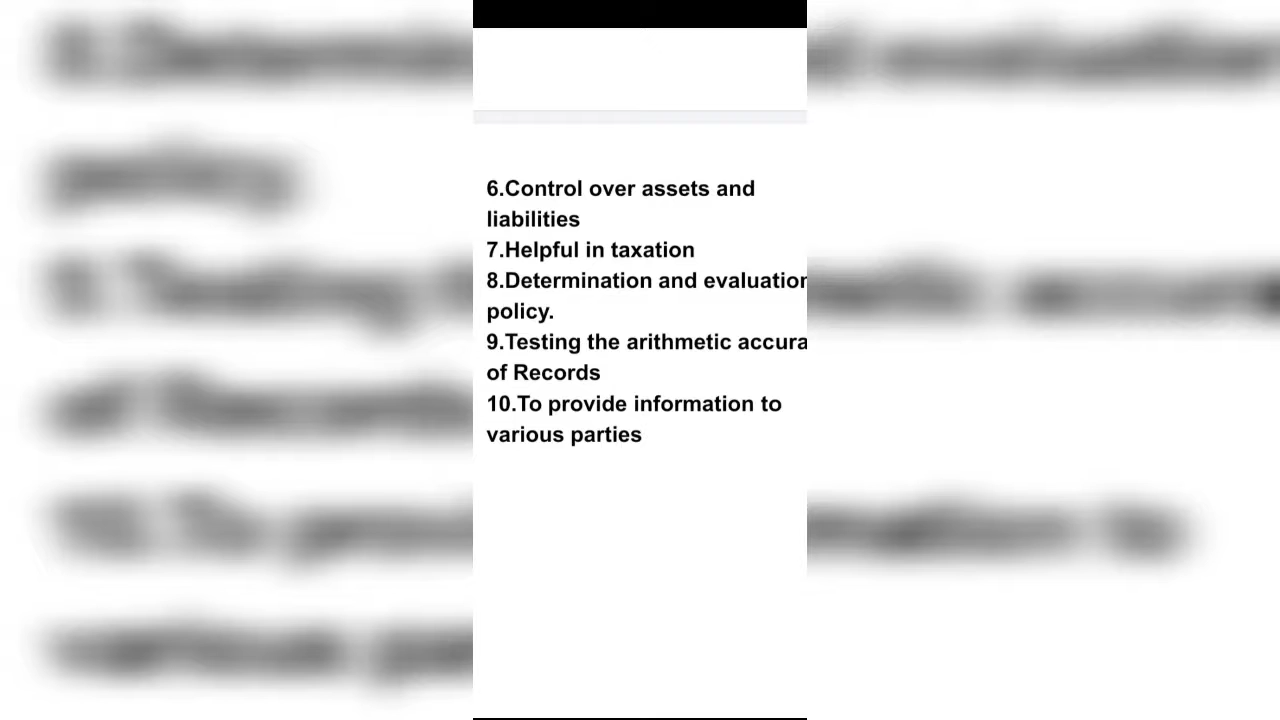 6.Control over assets and
liabilities
7.Helpful in taxation
8.Determination and evaluation
policy.
9.Testing the arithmetic accura
of Records
10.To provide information to
various parties